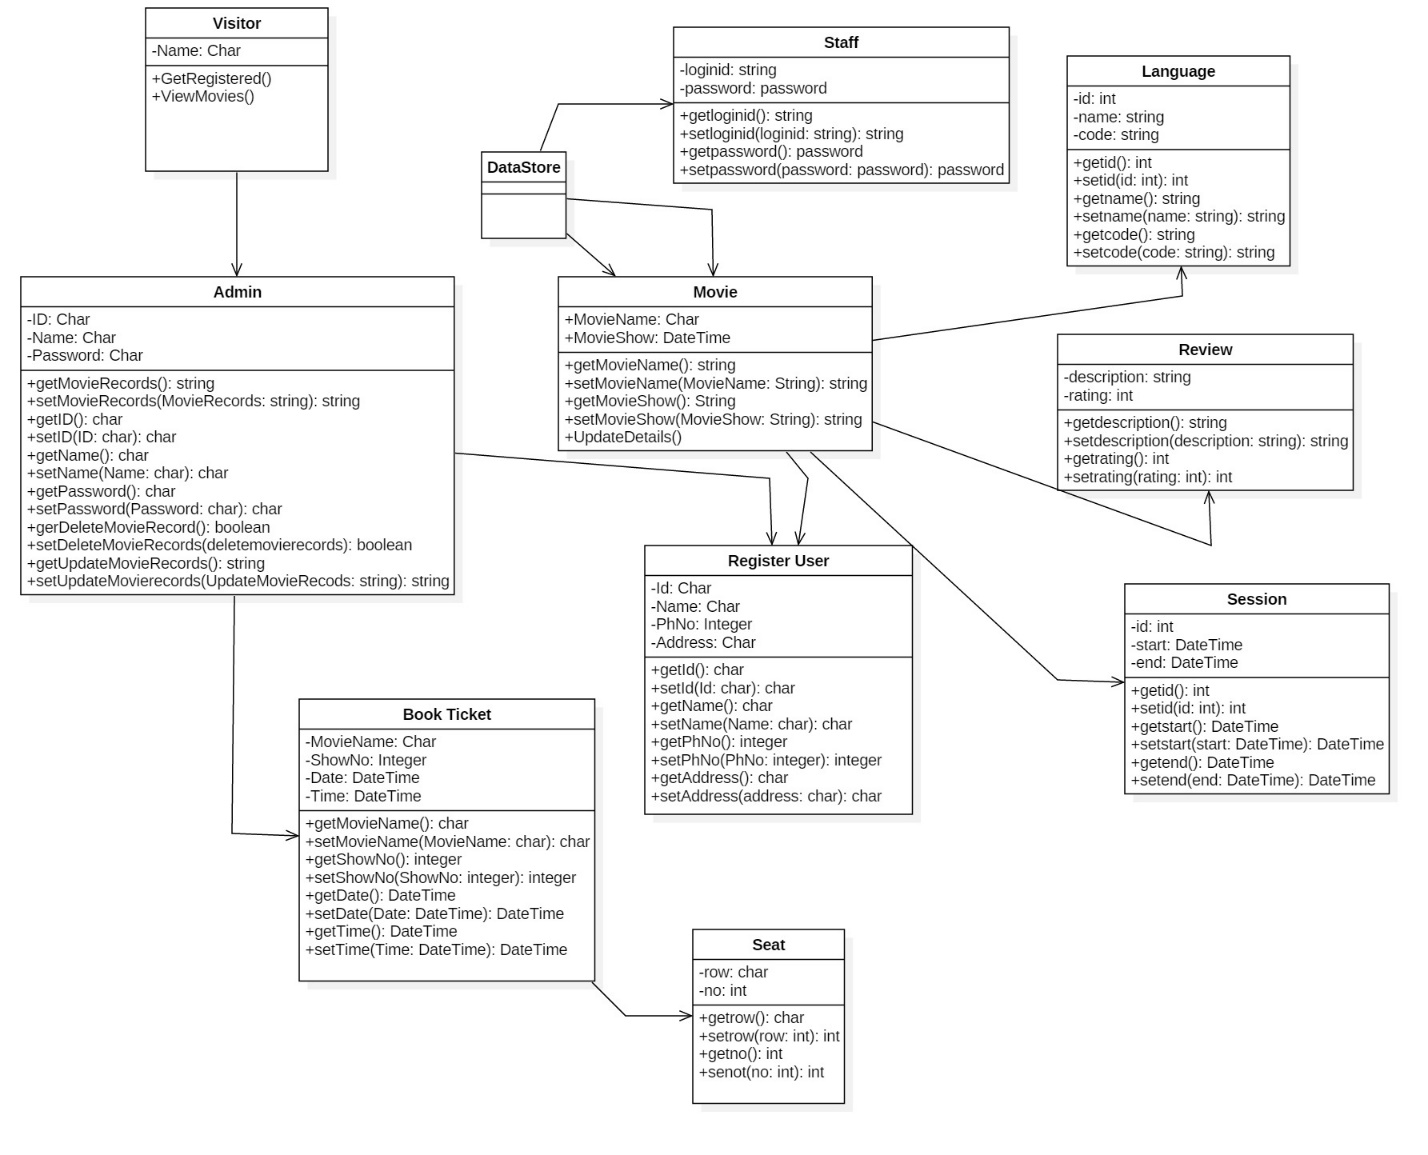 Visitor
-Name: Char
+GetRegistered()
+ViewMovies()
Staff
-loginid: string
-password: password
+getloginid(): string
+setloginid(loginid: string): string
+getpassword(): password
+setpassword(password: password): password
Language
-id: int
-name: string
-code: string
+getid(): int
+setid(id: int): int
+getname(): string
+setname(name: string): string
+getcode(): string
+setcode(code: string): string
DataStore
Admin
-ID: Char
-Name: Char
-Password: Char
+getMovieRecords(): string
+setMovieRecords(MovieRecords: string): string
+getID(): char
+setID(ID: char): char
+getName(): char
+setName(Name: char): char
+getPassword(): char
+setPassword(Password: char): char
+gerDeleteMovieRecord(): boolean
+setDeleteMovieRecords(deletemovierecords): boolean
+getUpdateMovieRecords(): string
+setUpdateMovierecords(UpdateMovieRecods: string): string
Movie
+MovieName: Char
+MovieShow: DateTime
+getMovieName(): string
+setMovieName(MovieName: String): string
+getMovieShow(): String
+setMovieShow(MovieShow: String): string
+UpdateDetails()
Review
-description: string
-rating: int
+getdescription(): string
+setdescription(description: string): string
+getrating(): int
+setrating(rating: int): int
Register User
-Id: Char
-Name: Char
-PhNo: Integer
-Address: Char
+getId(): char
+setId(Id: char): char
+getName(): char
+setName(Name: char): char
+getPhNo(): integer
+setPhNo(PhNo: integer): integer
+getAddress(): char
+setAddress(address: char): char
Session
-id: int
-start: DateTime
-end: DateTime
+getid(): int
+setid(id: int): int
+getstart(): DateTime
+setstart(start: DateTime): DateTime
+getend(): DateTime
+setend(end: DateTime): DateTime
Book Ticket
-MovieName: Char
-ShowNo: Integer
-Date: DateTime
-Time: DateTime
+getMovieName(): char
+setMovieName(MovieName: char): char
+getShowNo(): integer
+setShowNo(ShowNo: integer): integer
+getDate(): DateTime
+setDate(Date: DateTime): DateTime
+getTime(): DateTime
+setTime(Time: DateTime): DateTime
Seat
-row: char
-no: int
+getrow(): char
+setrow(row: int): int
+getno(): int
+senot(no: int): int